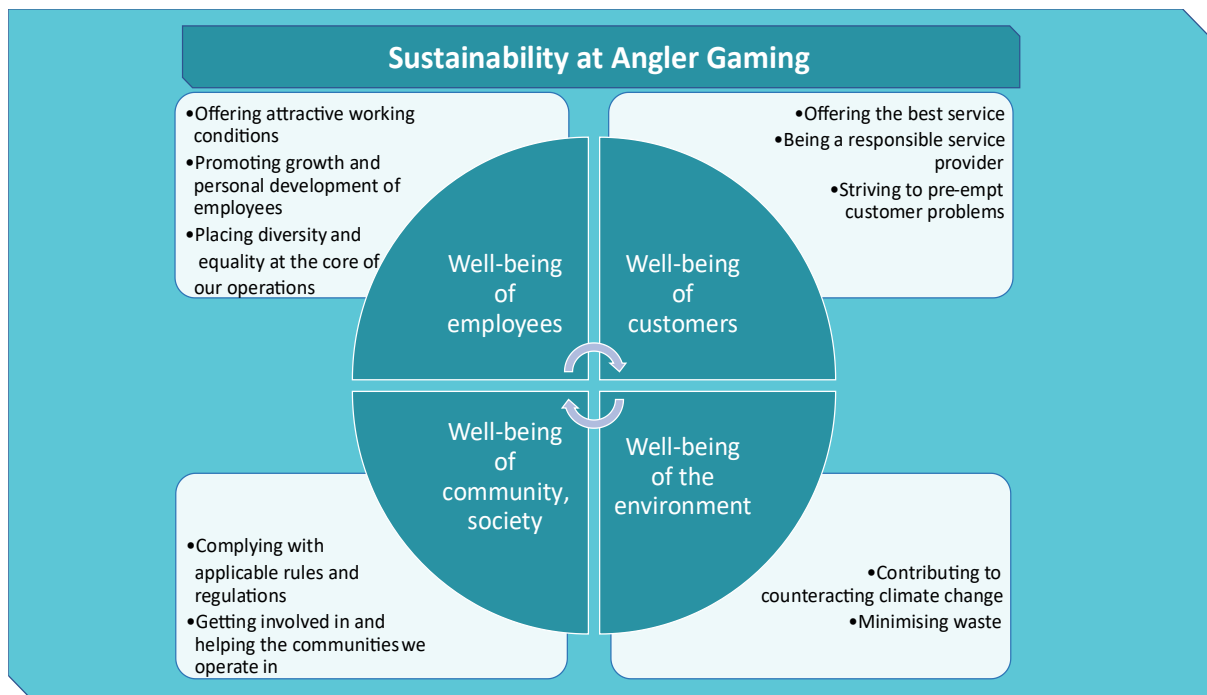 Sustainability at Angler Gaming
•Offering attractive working
conditions
•Promoting growth and
personal development of
employees
•Placing diversity and
equality at the core of
our operations
•Offering the best service
•Being a responsible service
provider
•Striving to pre-empt
customer problems
Well-being
of
employees
Well-being
of
customers
Well-being
of
community,
society
Well-being
of the
environment
•Complying with
applicable rules and
regulations
•Getting involved in and
helping the communities we
operate in
•Contributing to
counteracting climate change
•Minimising waste